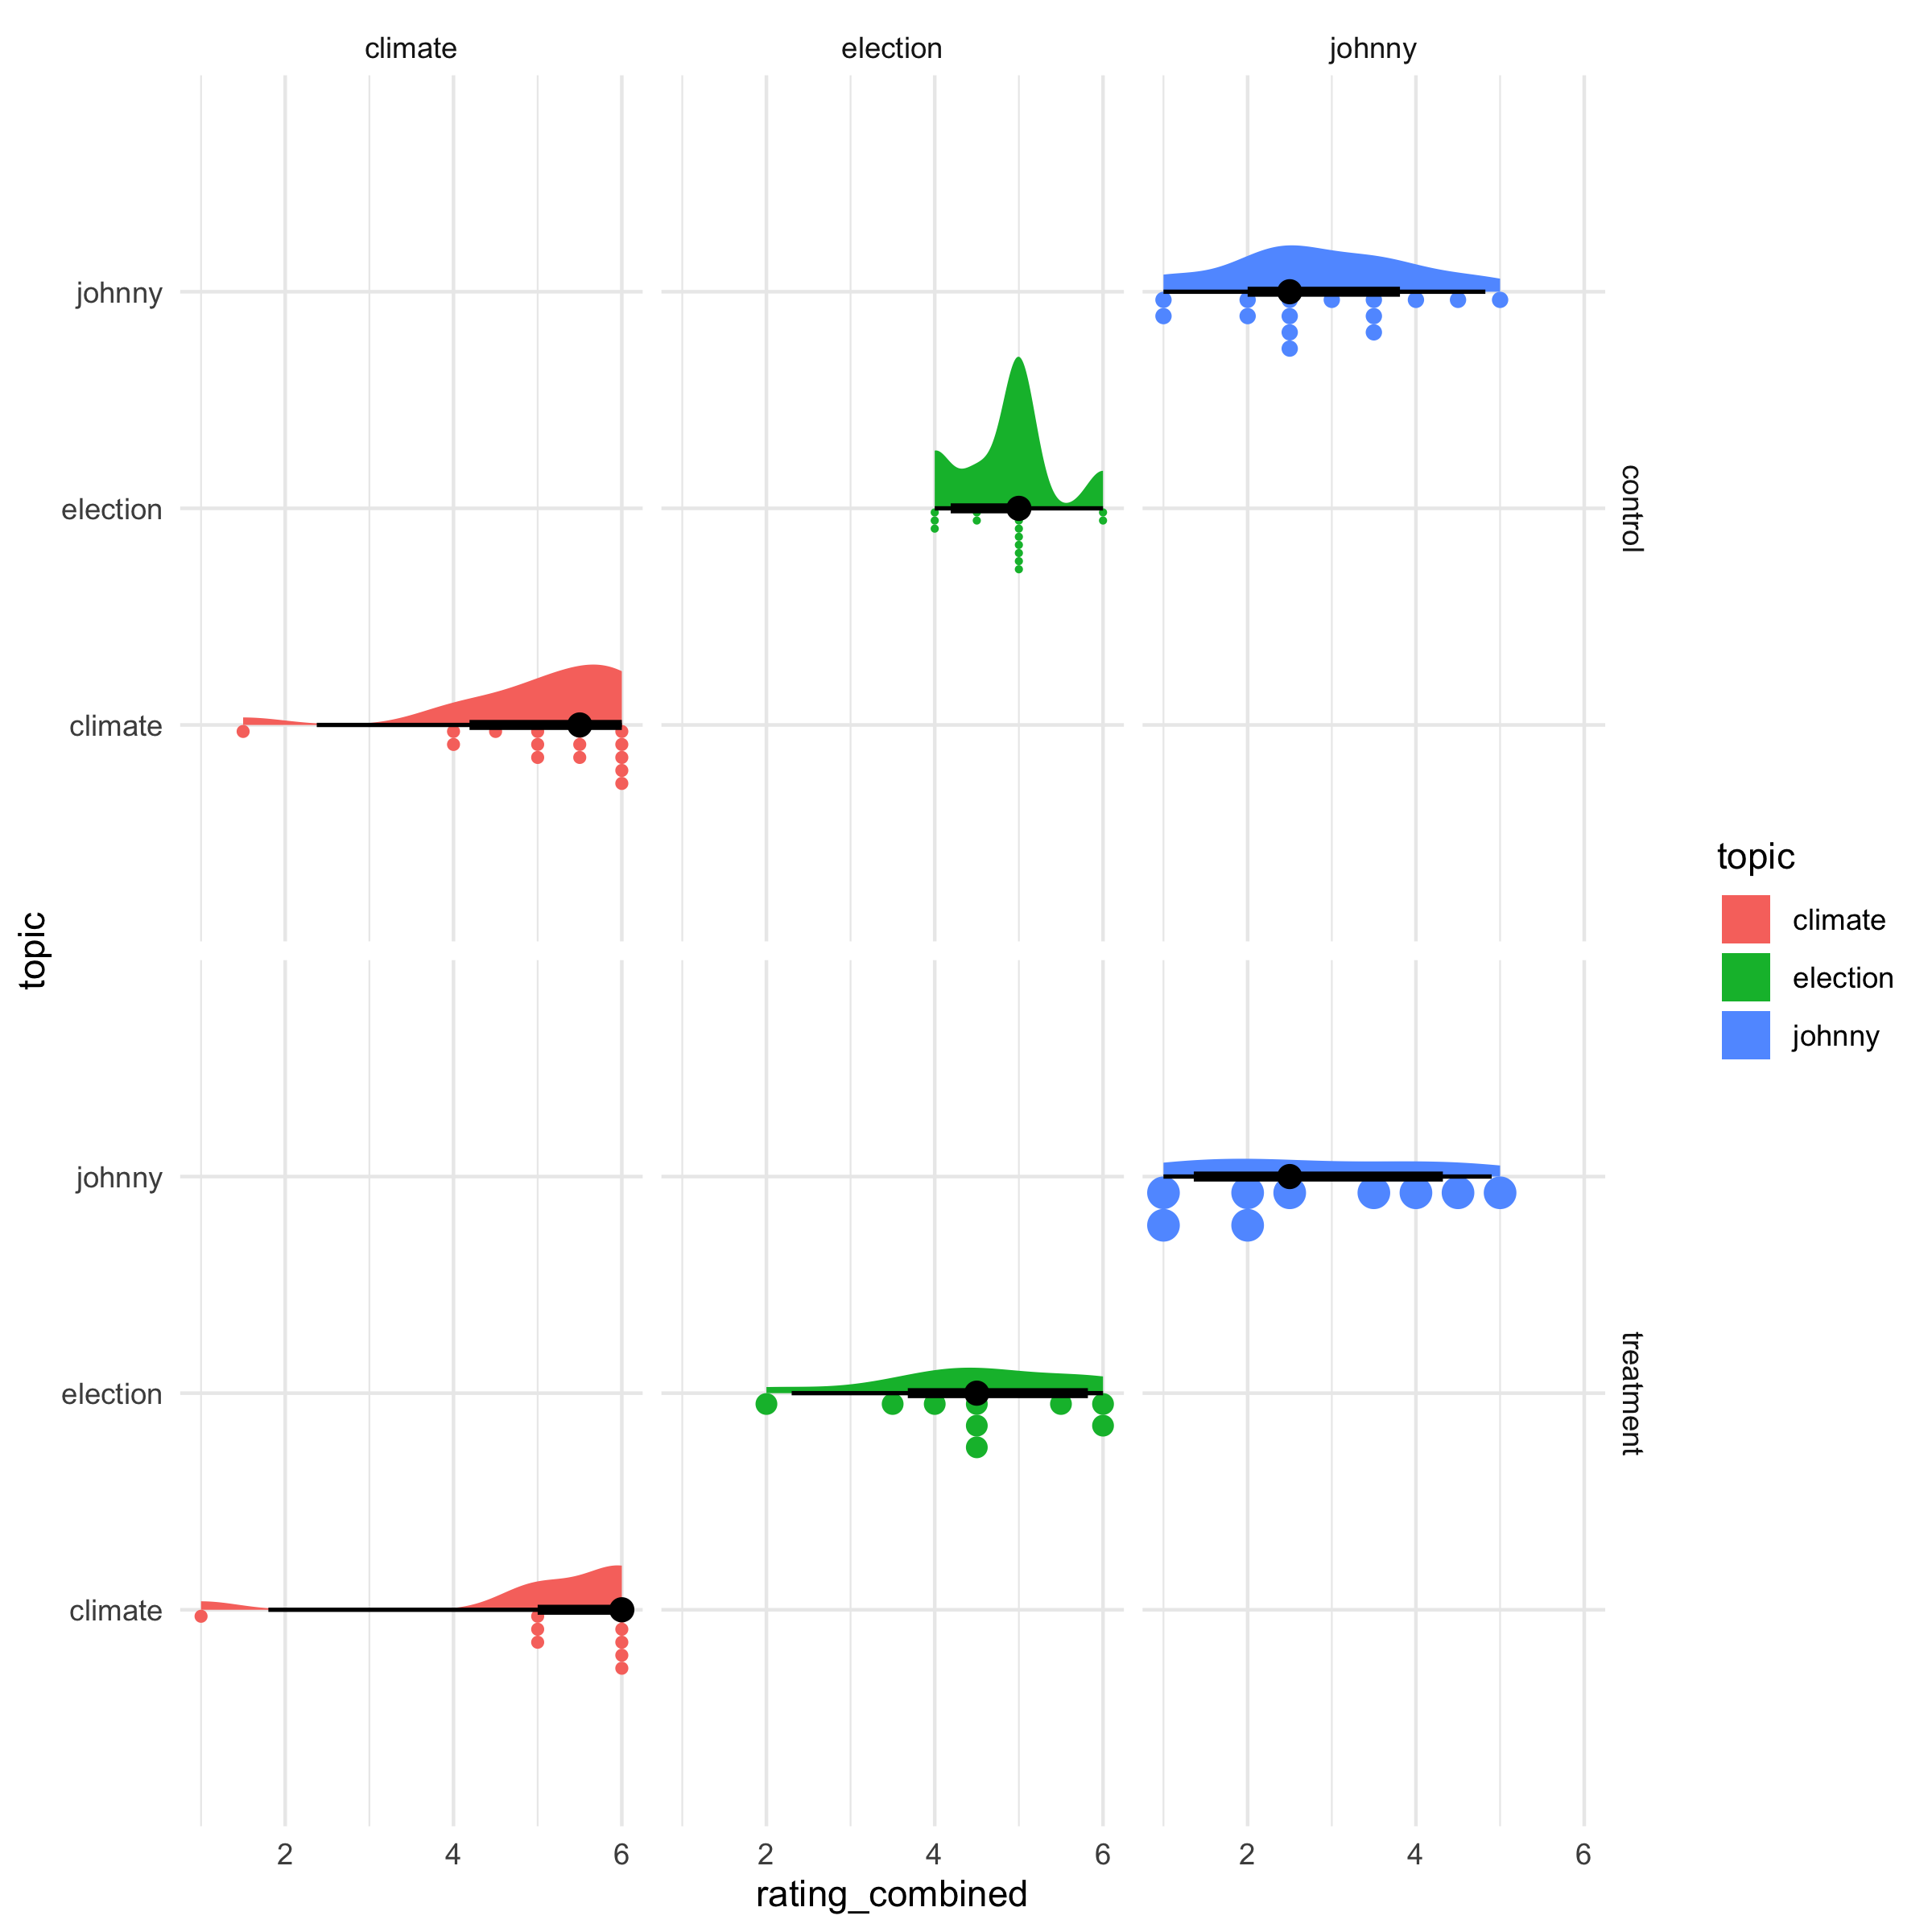 climate election johnny
johnny
election
climate
control
topic
johnny
election
climate
treatment
2 4 6 2 4 6 2 4 6
rating_combined
topic
climate
election
johnny